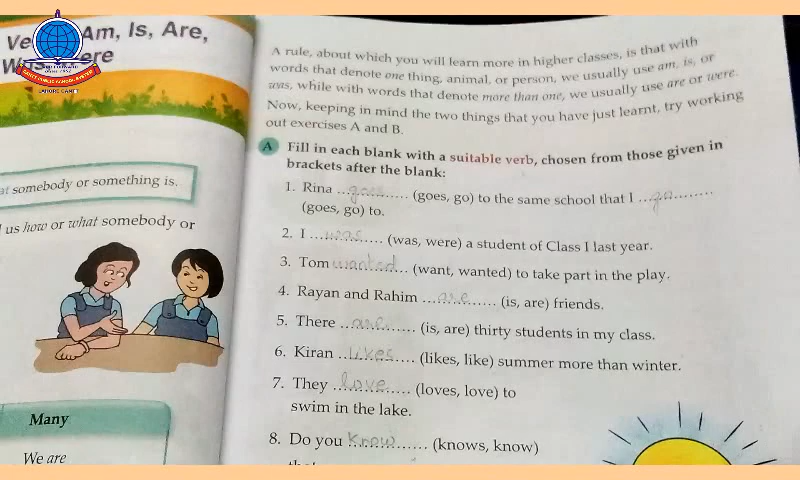 Am, Is, Are,
at somebody or something is.
us how or what somebody or
Many
We are
A rule, about which you will learn more in higher classes, is that with
words that denote one thing, animal, or person, we usually use am, is, or
was, while with words that denote more than one, we usually use are or were.
Now, keeping in mind the two things that you have just learnt, try working
out exercises A and B.
A Fill in each blank with a suitable verb, chosen from those given in
brackets after the blank:
1. Rina ...goes......... (goes, go) to the same school that I ...go.........
(goes, go) to.
2. I ...was......... (was, were) a student of Class I last year.
3. Tom wanted... (want, wanted) to take part in the play.
4. Rayan and Rahim ...are......... (is, are) friends.
5. There ...are......... (is, are) thirty students in my class.
6. Kiran ...likes...... (likes, like) summer more than winter.
7. They ...love......... (loves, love) to
swim in the lake.
8. Do you know......... (knows, know)
LAHORE CANTT